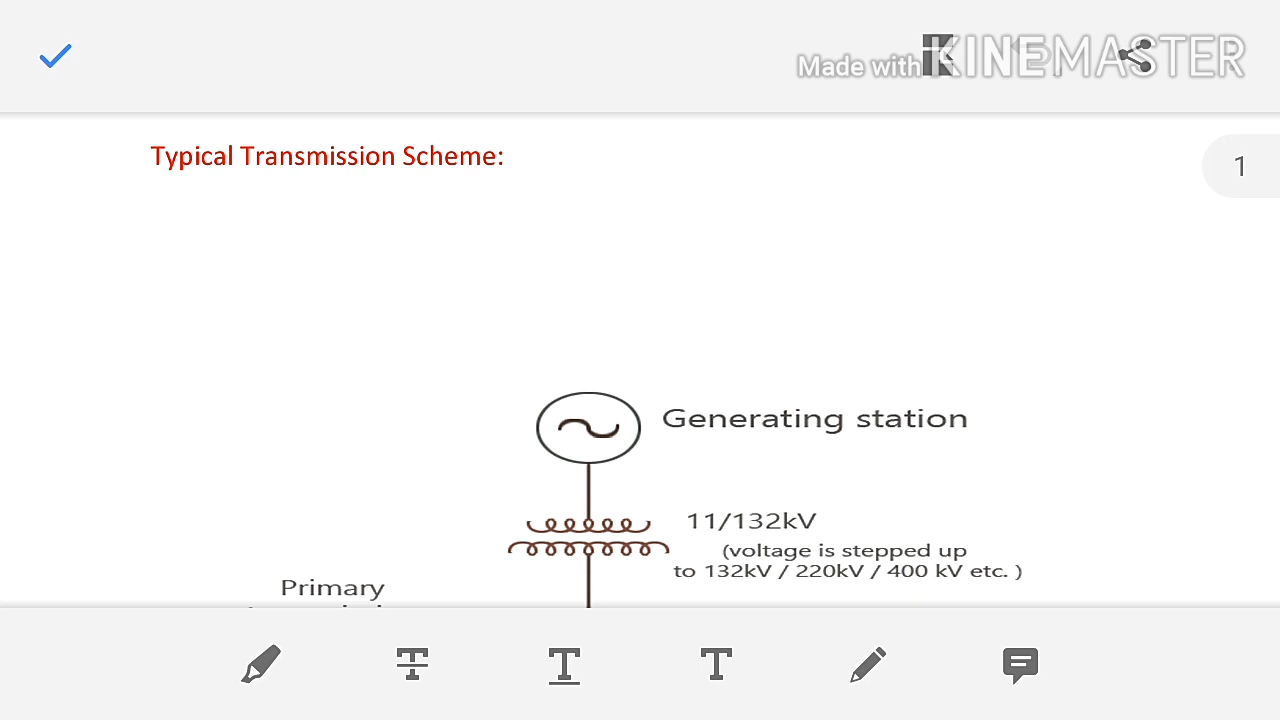 Made with KINEMASTER
Typical Transmission Scheme:
1
Generating station
11/132kV
(voltage is stepped up
to 132kV / 220kV / 400 kV etc. )
Primary